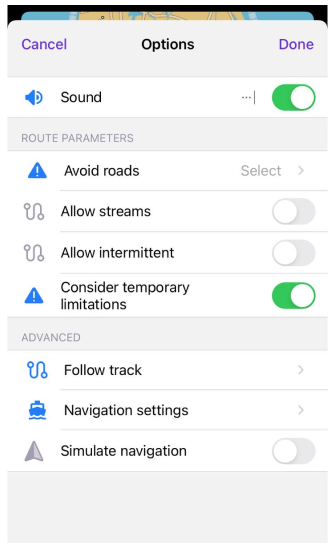 Cancel Options Done
Sound
ROUTE PARAMETERS
Avoid roads Select
Allow streams
Allow intermittent
Consider temporary
limitations
ADVANCED
Follow track
Navigation settings
Simulate navigation